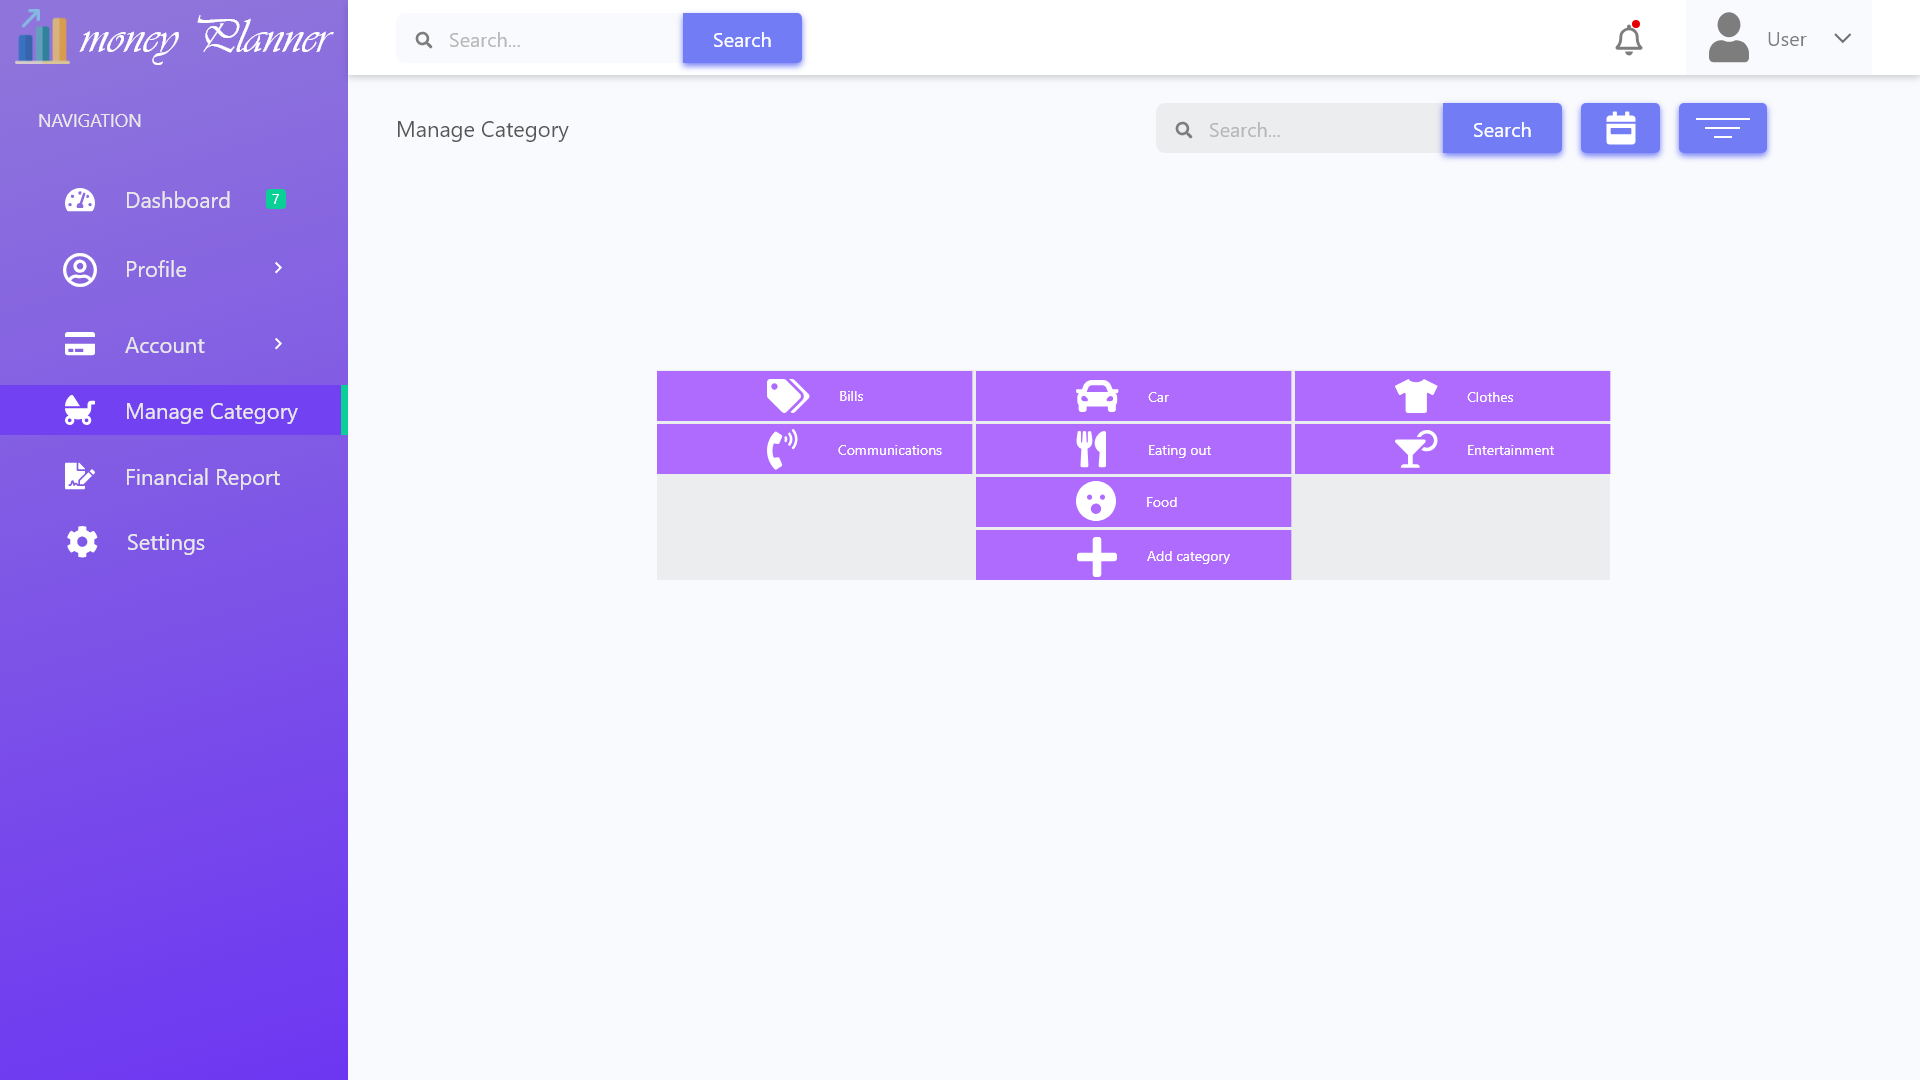 money Planner
Search...
Search
User
NAVIGATION
Manage Category
Search...
Search
Dashboard
7
Profile
Account
Manage Category
Financial Report
Settings
Bills
Car
Clothes
Communications
Eating out
Entertainment
Food
Add category